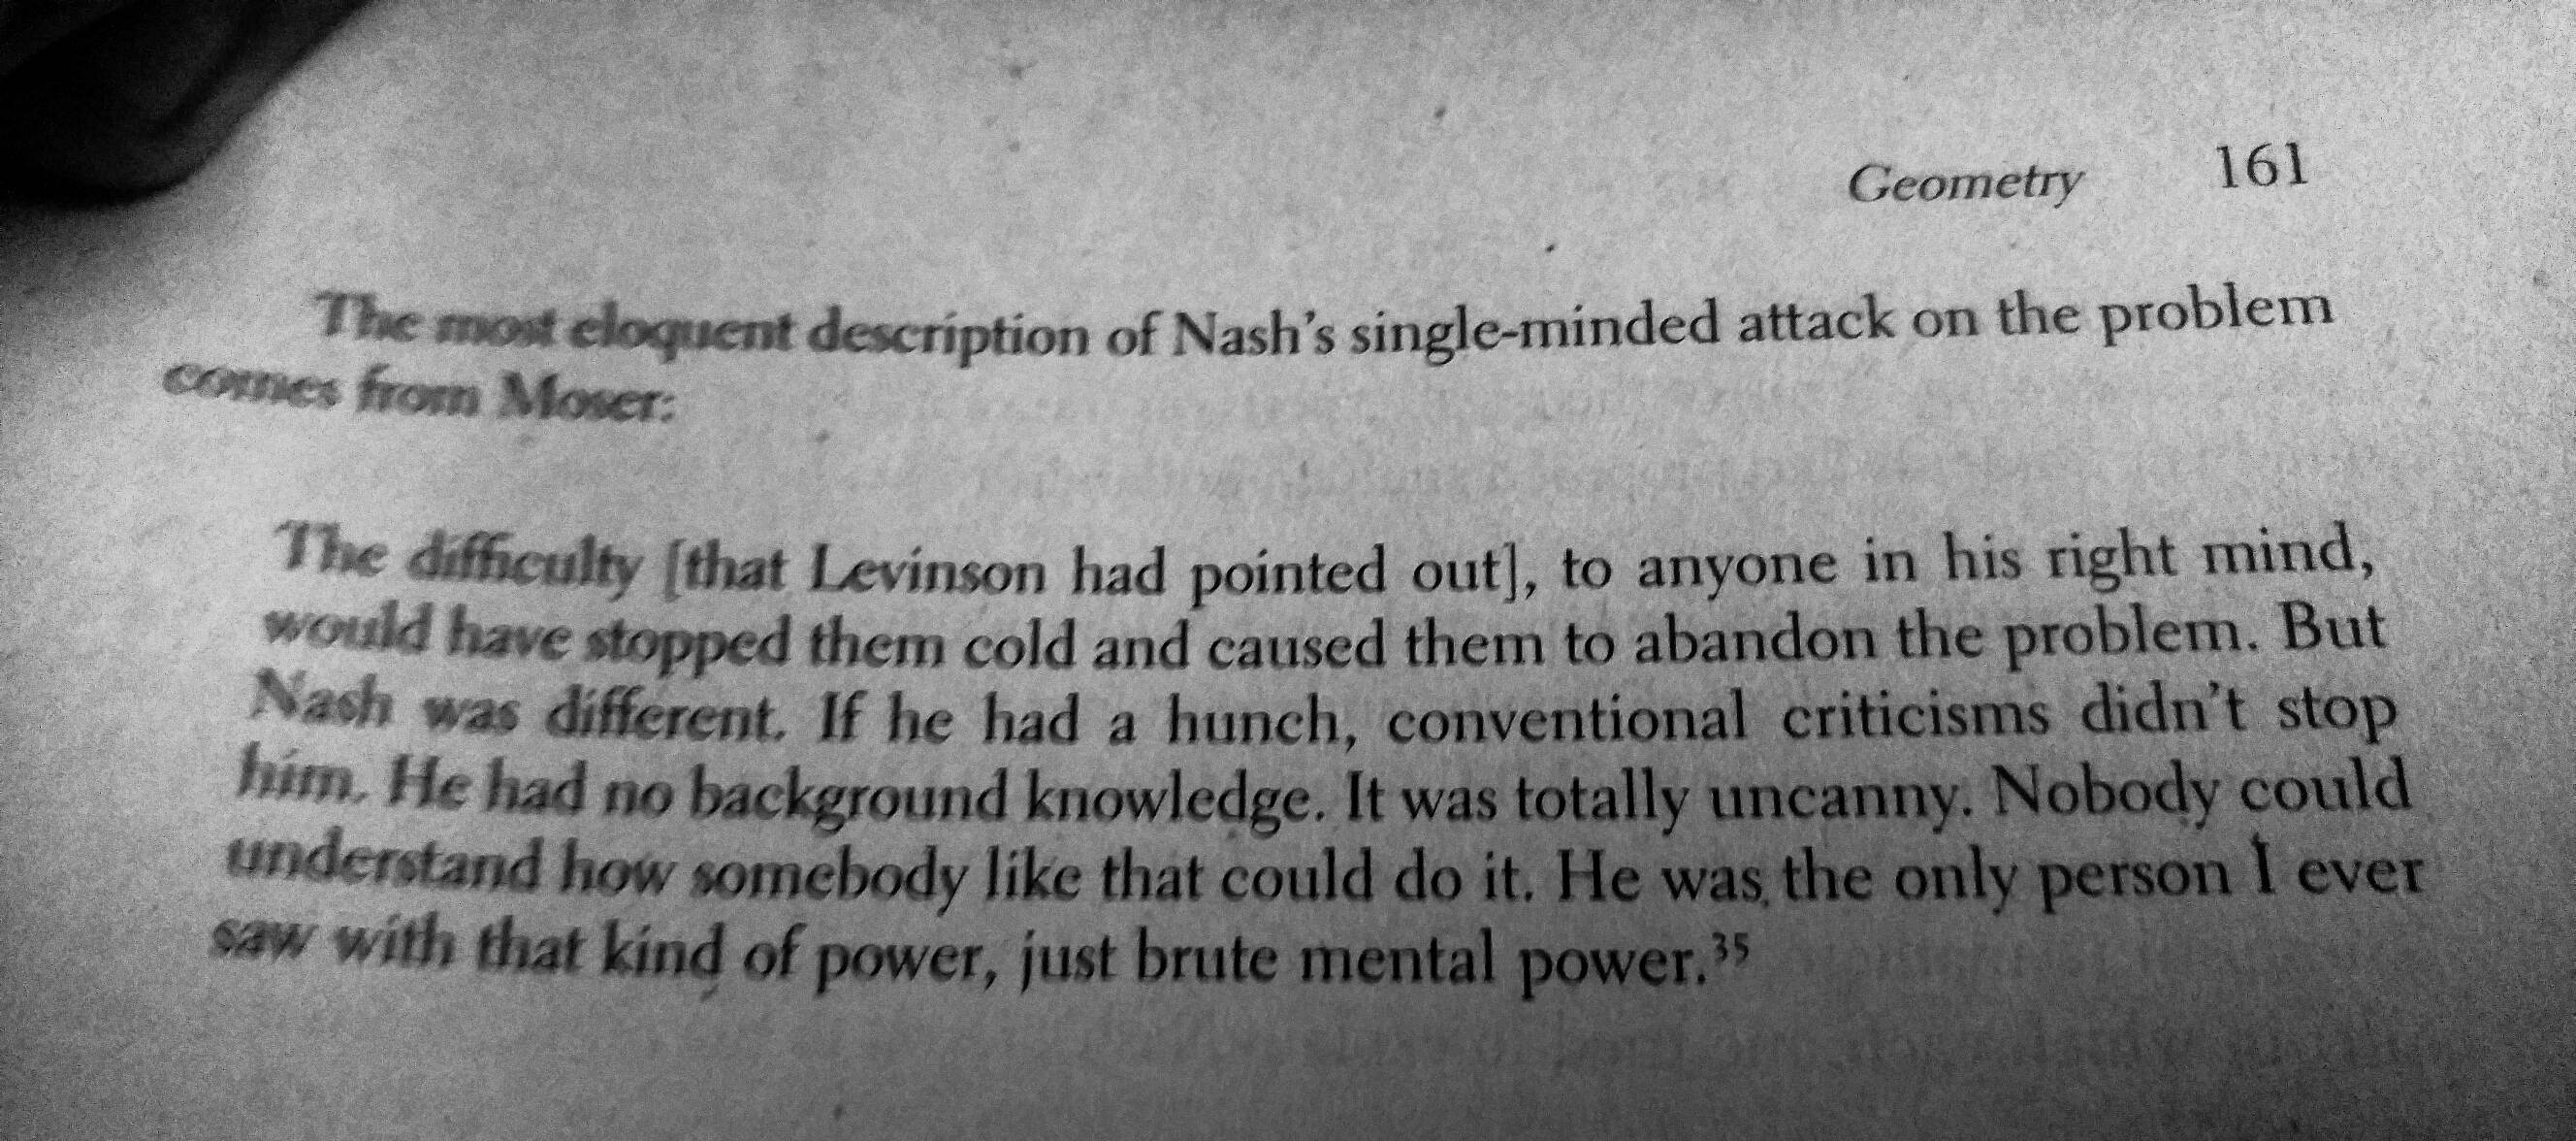 Geometry 161
The most eloquent description of Nash's single-minded attack on the problem
comes from Moser:
The difficulty [that Levinson had pointed out], to anyone in his right mind,
would have stopped them cold and caused them to abandon the problem. But
Nash was different. If he had a hunch, conventional criticisms didn't stop
him. He had no background knowledge. It was totally uncanny. Nobody could
understand how somebody like that could do it. He was the only person I ever
saw with that kind of power, just brute mental power.³⁵